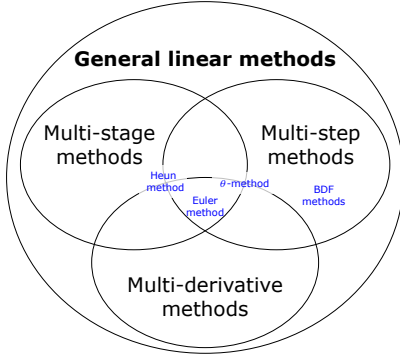 General linear methods
Multi-stage
methods
Multi-step
methods
Heun
method
θ-method
Euler
method
BDF
methods
Multi-derivative
methods